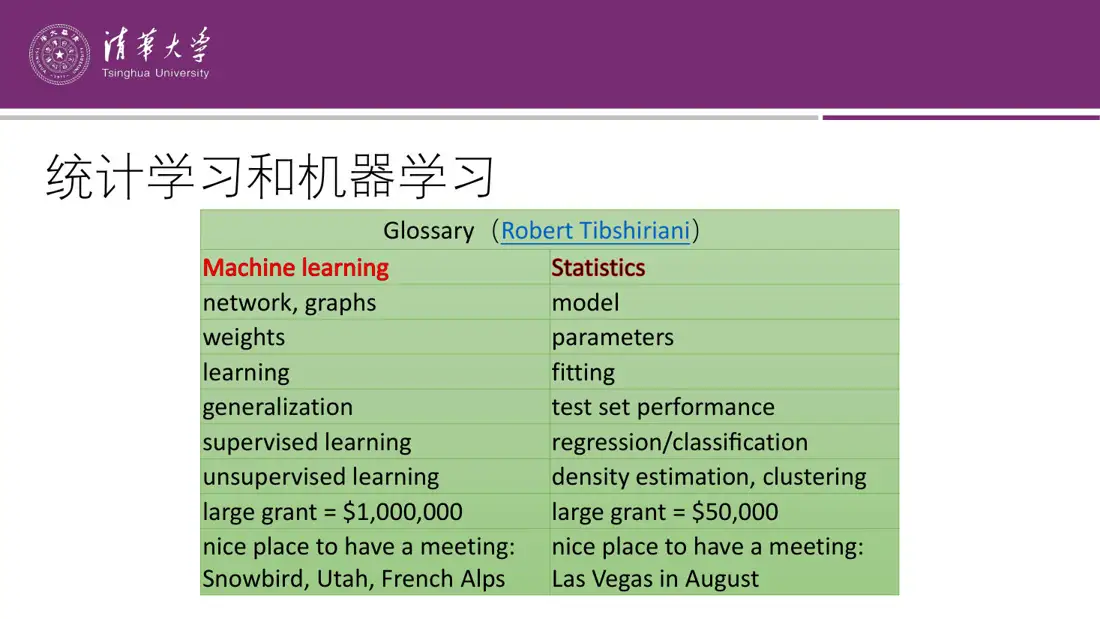 清华大学
Tsinghua University
统计学习和机器学习
Glossary （Robert Tibshiriani）
Machine learning Statistics
network, graphs model
weights parameters
learning fitting
generalization test set performance
supervised learning regression/classification
unsupervised learning density estimation, clustering
large grant = $1,000,000 large grant = $50,000
nice place to have a meeting: nice place to have a meeting:
Snowbird, Utah, French Alps Las Vegas in August